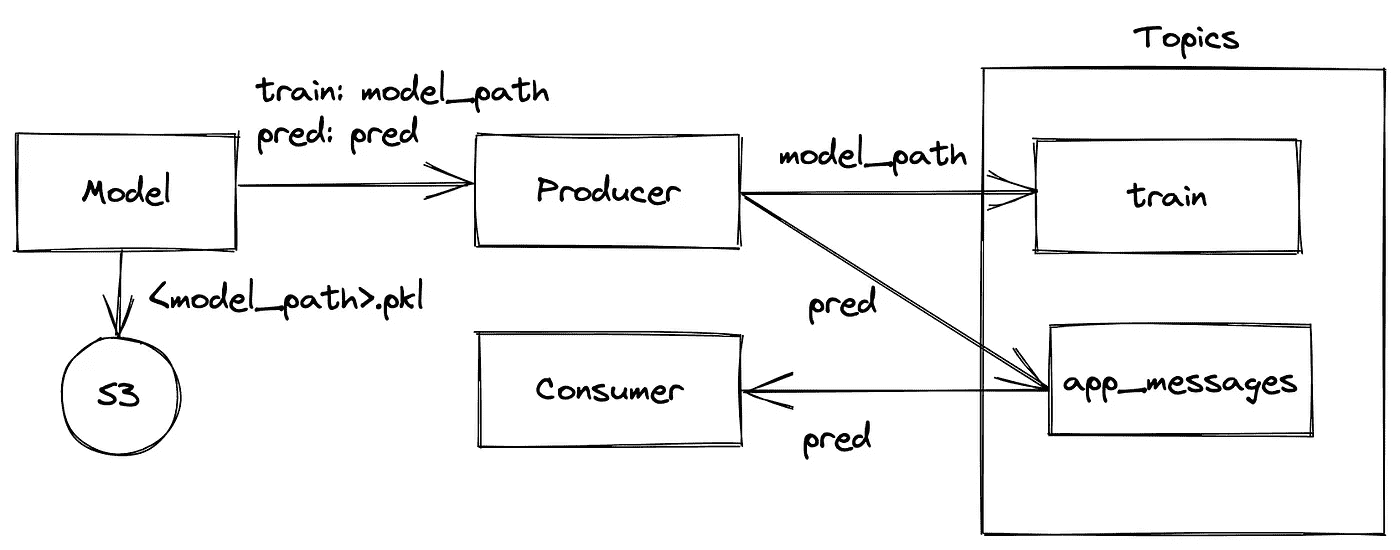 Topics
train: model_path
pred: pred
Model
Producer
model_path
train
<model_path>.pkl
pred
S3
Consumer
app_messages
pred